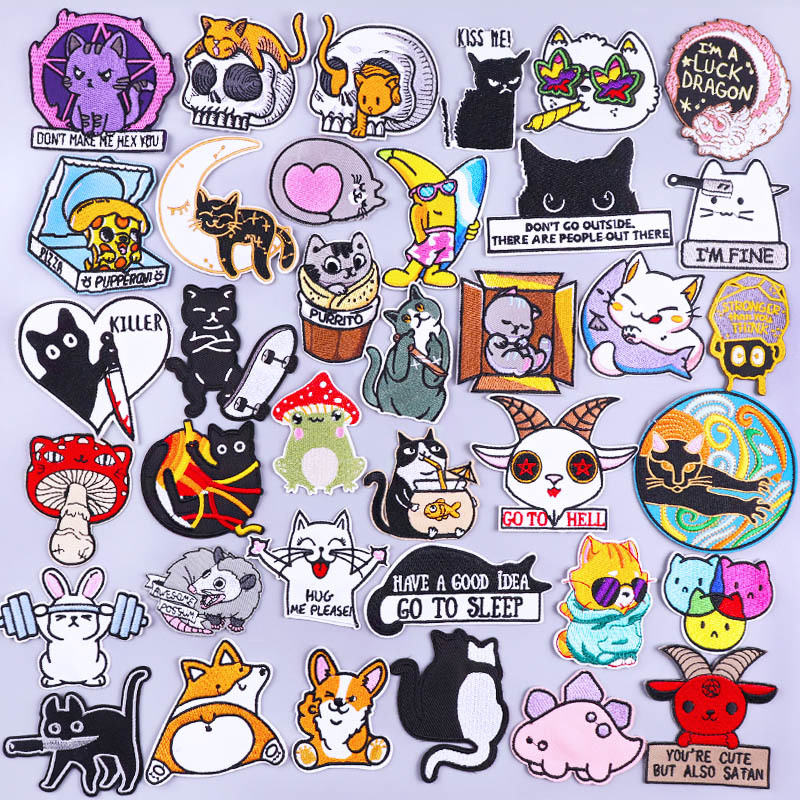 KISS ME!
I'M A
LUCK
DRAGON
DON'T MAKE ME HEX YOU
DON'T GO OUTSIDE.
THERE ARE PEOPLE OUT THERE
I'M FINE
PIZZA
PUPPERONI
PURRITO
KILLER
STRONGER
than you
THINK
GO TO HELL
AWESOME
POSSUM
HUG
ME PLEASE!
HAVE A GOOD IDEA
GO TO SLEEP
YOU'RE CUTE
BUT ALSO SATAN